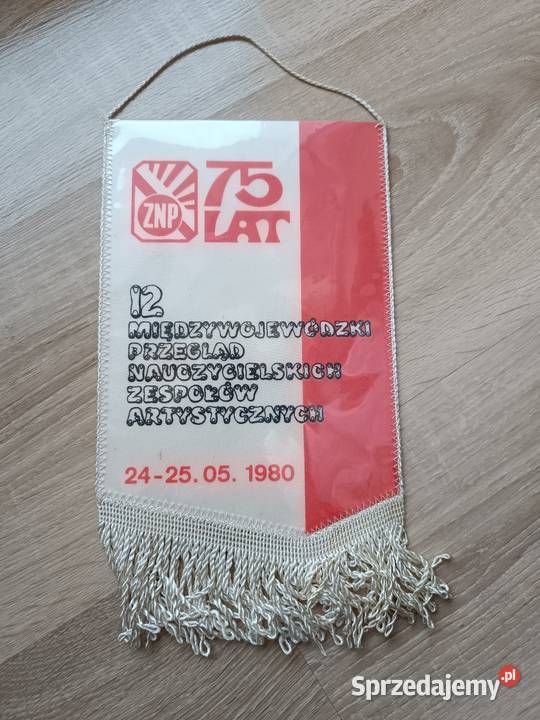 ZNP
75
LAT
12
MIĘDZYWOJEWÓDZKI
PRZEGLĄD
NAUCZYCIELSKICH
ZESPOŁÓW
ARTYSTYCZNYCH
24-25.05.1980
Sprzedajemy.pl